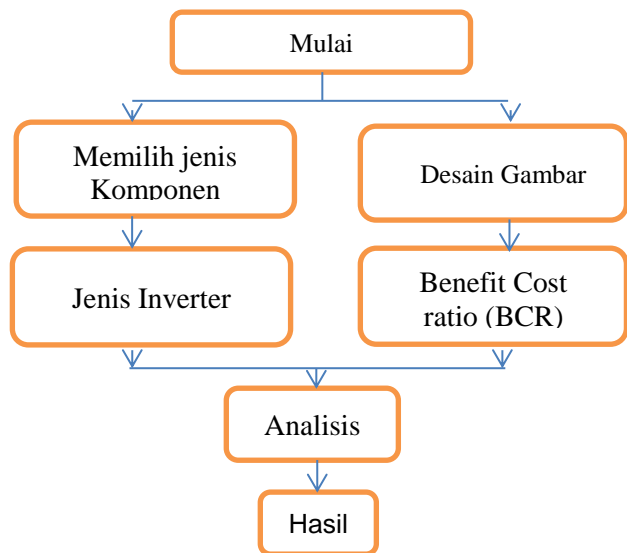 Mulai
Memilih jenis
Komponen
Desain Gambar
Jenis Inverter
Benefit Cost
ratio (BCR)
Analisis
Hasil